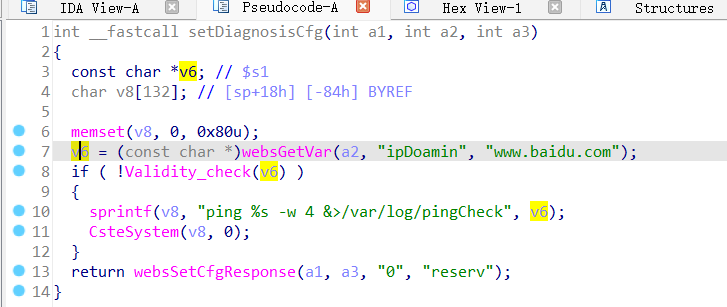 IDA View-A Pseudocode-A Hex View-1 Structures
1 int __fastcall setDiagnosisCfg(int a1, int a2, int a3)
2 {
3 const char *v6; // $s1
4 char v8[132]; // [sp+18h] [-84h] BYREF
5
6 memset(v8, 0, 0x80u);
7 v6 = (const char *)websGetVar(a2, "ipDoamin", "www.baidu.com");
8 if ( !Validity_check(v6) )
9 {
10 sprintf(v8, "ping %s -w 4 &>/var/log/pingCheck", v6);
11 CsteSystem(v8, 0);
12 }
13 return websSetCfgResponse(a1, a3, "0", "reserv");
14 }